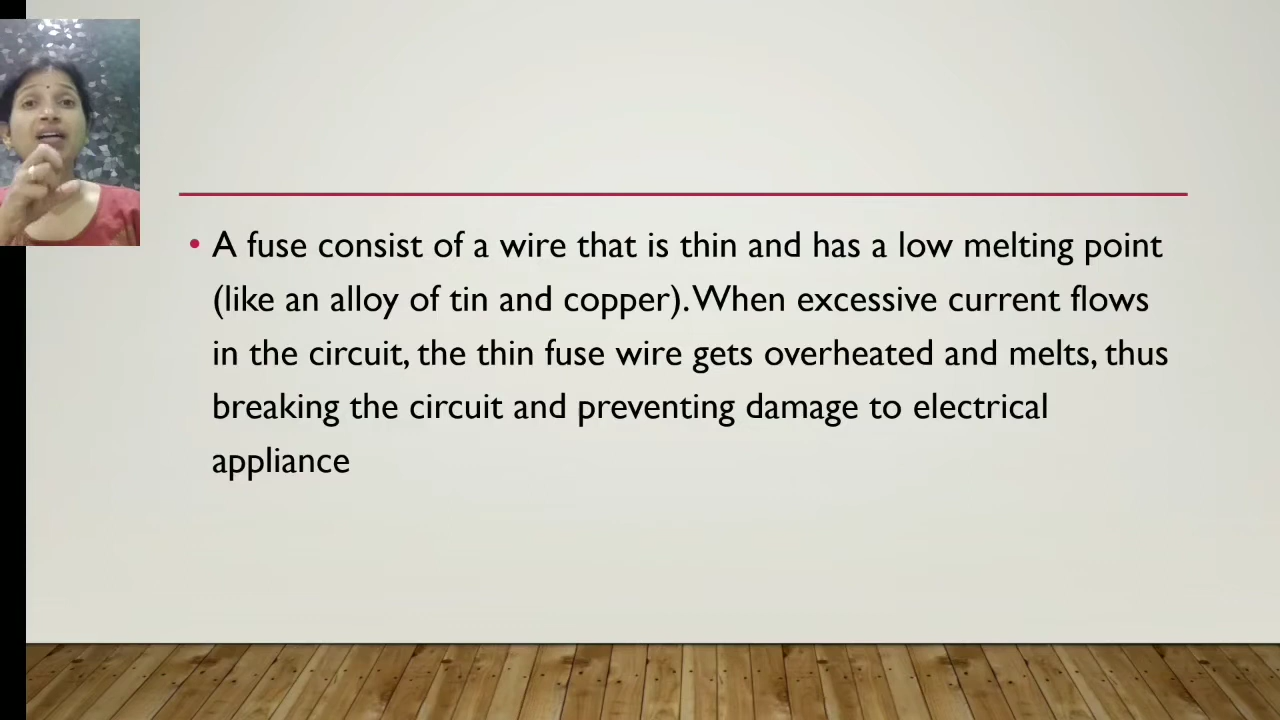 • A fuse consist of a wire that is thin and has a low melting point
(like an alloy of tin and copper). When excessive current flows
in the circuit, the thin fuse wire gets overheated and melts, thus
breaking the circuit and preventing damage to electrical
appliance